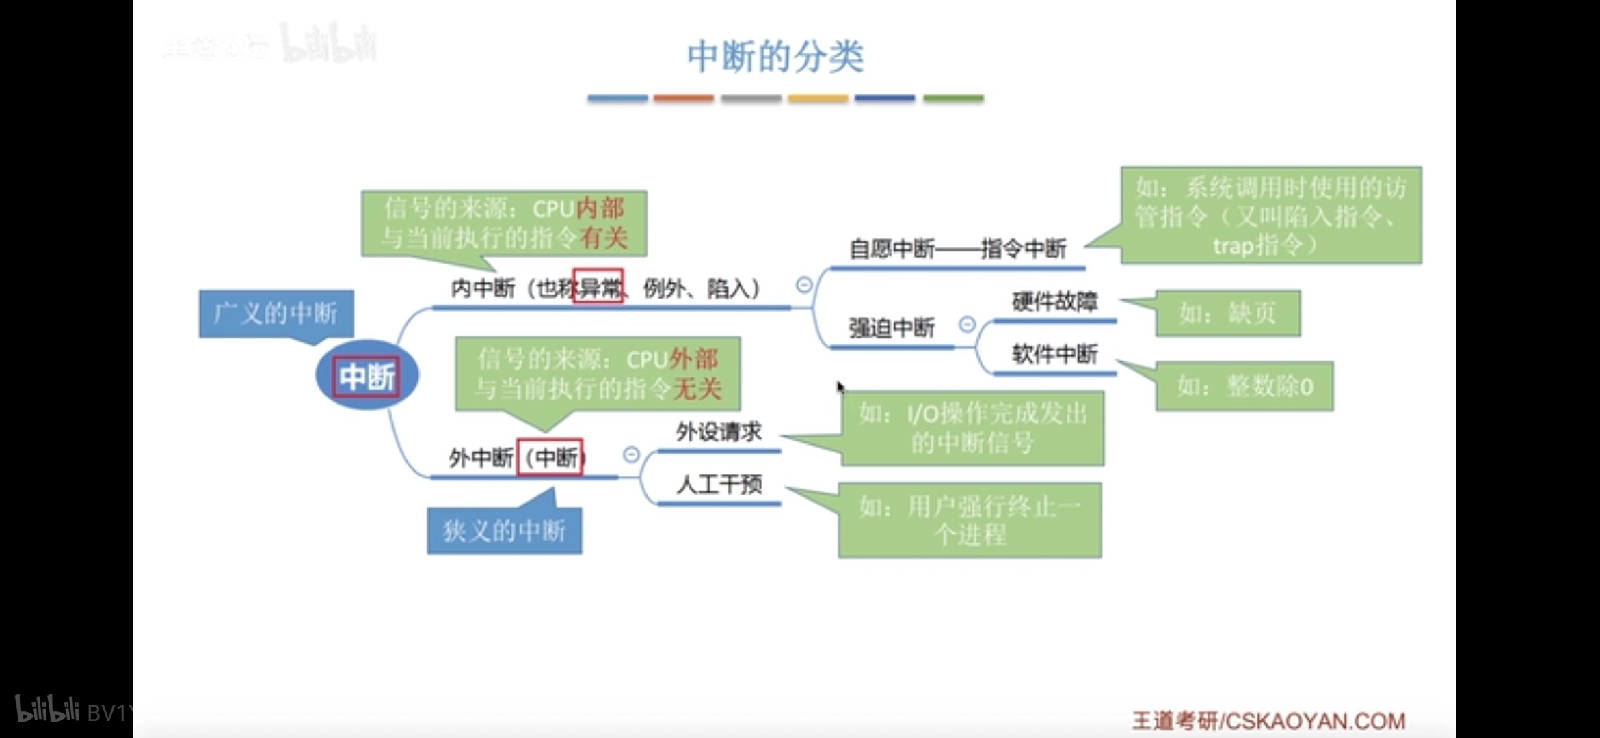 bilibili
中断的分类
如：系统调用时使用的访
管指令（又叫陷入指令、
trap指令）
信号的来源：CPU内部
与当前执行的指令有关
自愿中断——指令中断
内中断（也称异常、例外、陷入）
硬件故障
如：缺页
广义的中断
强迫中断
软件中断
如：整数除0
中断
信号的来源：CPU外部
与当前执行的指令无关
如：I/O操作完成发出
的中断信号
外设请求
外中断（中断）
人工干预
如：用户强行终止一
个进程
狭义的中断
bilibili BV1
王道考研/CSKAOYAN.COM